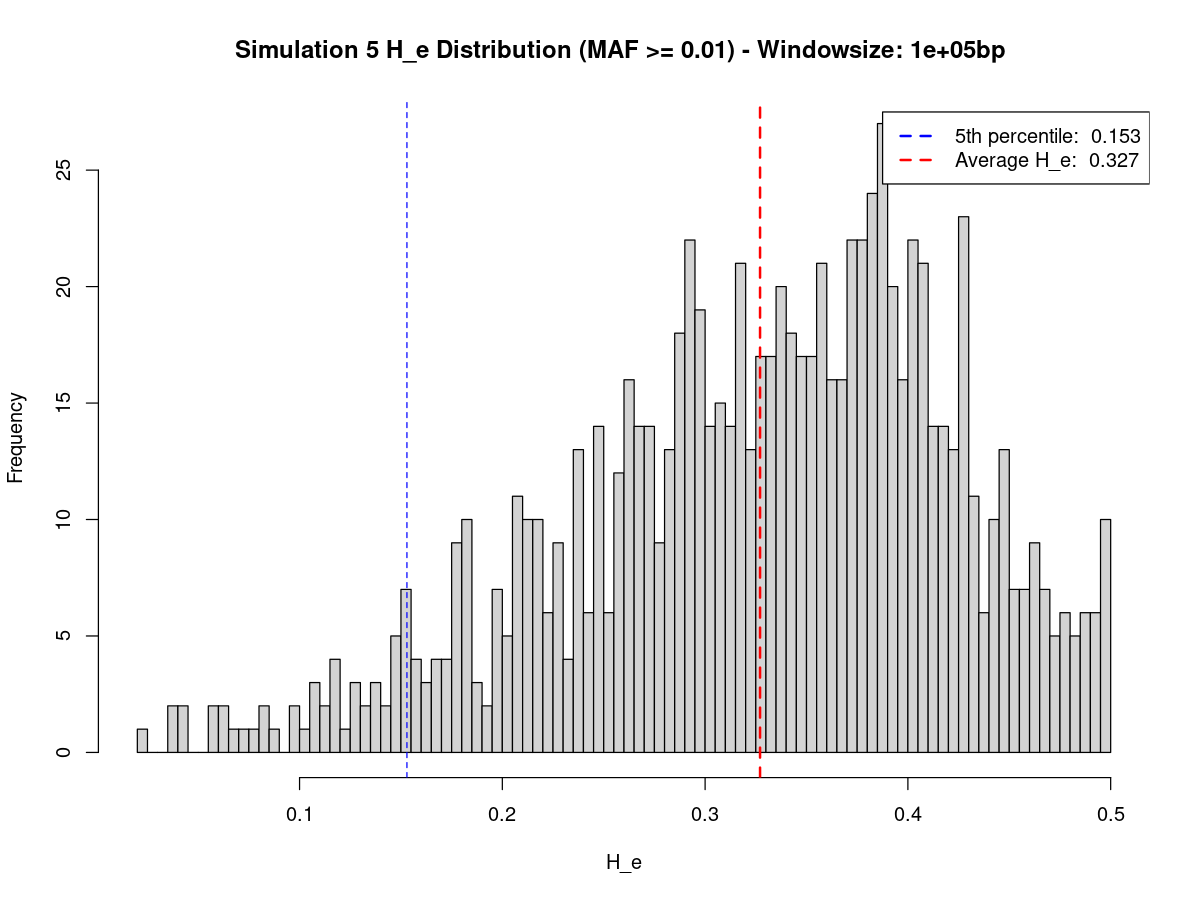 Simulation 5 H_e Distribution (MAF >= 0.01) - Windowsize: 1e+05bp
5th percentile: 0.153
Average H_e: 0.327
Frequency
25
20
15
10
5
0
0.1 0.2 0.3 0.4 0.5
H_e